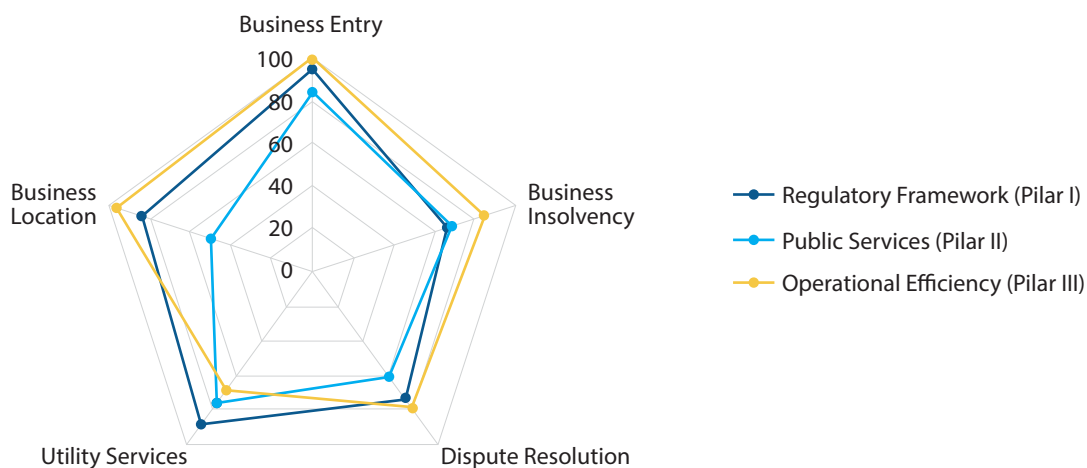 Business Entry
100
80
60
40
20
0
Business
Location
Business
Insolvency
Utility Services
Dispute Resolution
Regulatory Framework (Pilar I)
Public Services (Pilar II)
Operational Efficiency (Pilar III)